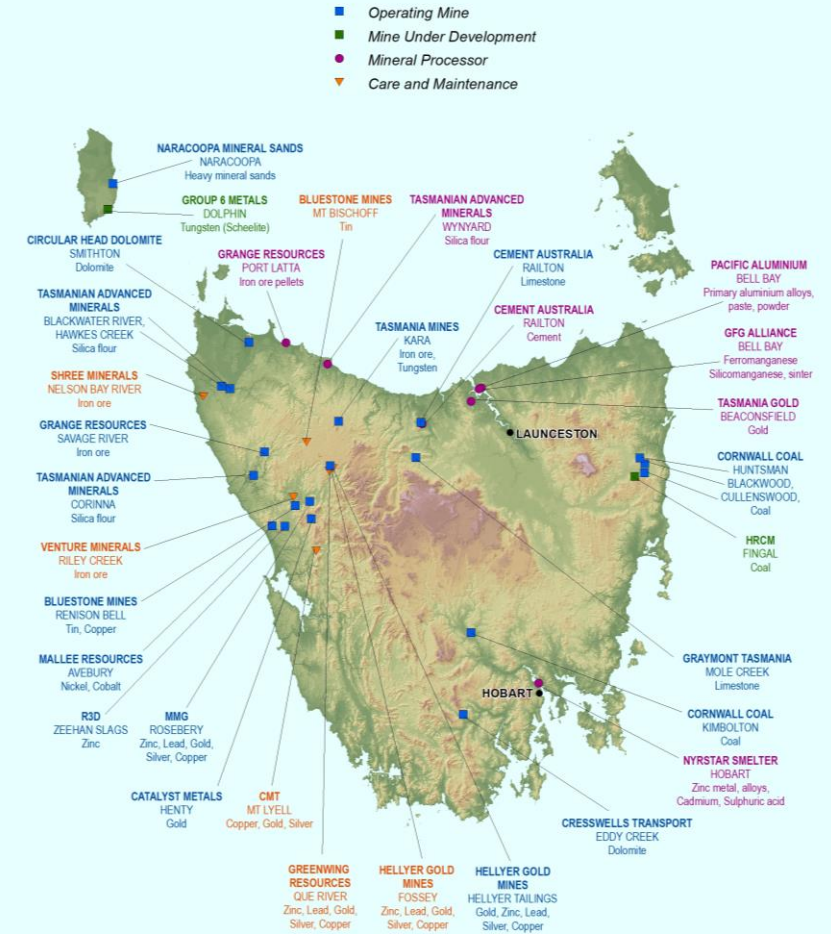 Operating Mine
Mine Under Development
Mineral Processor
Care and Maintenance
NARACOOPA MINERAL SANDS
NARACOOPA
Heavy mineral sands
GROUP 6 METALS
DOLPHIN
Tungsten (Scheelite)
BLUESTONE MINES
MT BISCHOFF
Tin
TASMANIAN ADVANCED
MINERALS
WYNYARD
Silica flour
CIRCULAR HEAD DOLOMITE
SMITHTON
Dolomite
GRANGE RESOURCES
PORT LATTA
Iron ore pellets
CEMENT AUSTRALIA
RAILTON
Limestone
PACIFIC ALUMINIUM
BELL BAY
Primary aluminium alloys,
paste, powder
TASMANIAN ADVANCED
MINERALS
BLACKWATER RIVER,
HAWKES CREEK
Silica flour
TASMANIA MINES
KARA
Iron ore,
Tungsten
CEMENT AUSTRALIA
RAILTON
Cement
GFG ALLIANCE
BELL BAY
Ferromanganese
Silicomanganese, sinter
SHREE MINERALS
NELSON BAY RIVER
Iron ore
TASMANIA GOLD
BEACONSFIELD
Gold
GRANGE RESOURCES
SAVAGE RIVER
Iron ore
LAUNCESTON
CORNWALL COAL
HUNTSMAN
BLACKWOOD,
CULLENSWOOD,
Coal
TASMANIAN ADVANCED
MINERALS
CORINNA
Silica flour
HRCM
FINGAL
Coal
VENTURE MINERALS
RILEY CREEK
Iron ore
BLUESTONE MINES
RENISON BELL
Tin, Copper
MALLEE RESOURCES
AVEBURY
Nickel, Cobalt
GRAYMONT TASMANIA
MOLE CREEK
Limestone
HOBART
R3D
ZEEHAN SLAGS
Zinc
MMG
ROSEBERY
Zinc, Lead, Gold,
Silver, Copper
CORNWALL COAL
KIMBOLTON
Coal
NYRSTAR SMELTER
HOBART
Zinc metal, alloys,
Cadmium, Sulphuric acid
CATALYST METALS
HENTY
Gold
CMT
MT LYELL
Copper, Gold, Silver
CRESSWELLS TRANSPORT
EDDY CREEK
Dolomite
GREENWING
RESOURCES
QUE RIVER
Zinc, Lead, Gold,
Silver, Copper
HELLYER GOLD
MINES
FOSSEY
Zinc, Lead, Gold,
Silver, Copper
HELLYER GOLD
MINES
HELLYER TAILINGS
Gold, Zinc, Lead,
Silver, Copper